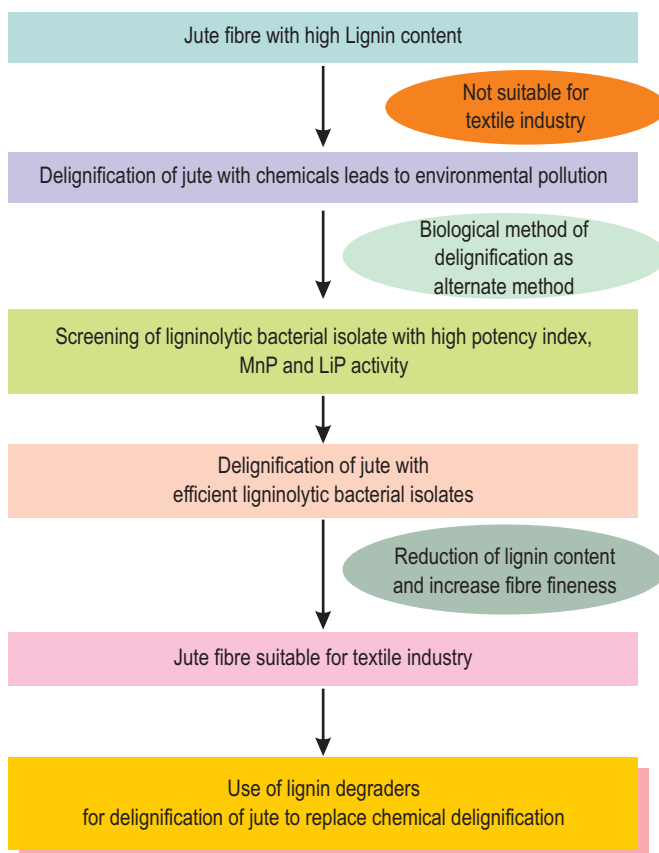 Jute fibre with high Lignin content
Not suitable for
textile industry
Delignification of jute with chemicals leads to environmental pollution
Biological method of
delignification as
alternate method
Screening of ligninolytic bacterial isolate with high potency index,
MnP and LiP activity
Delignification of jute with
efficient ligninolytic bacterial isolates
Reduction of lignin content
and increase fibre fineness
Jute fibre suitable for textile industry
Use of lignin degraders
for delignification of jute to replace chemical delignification